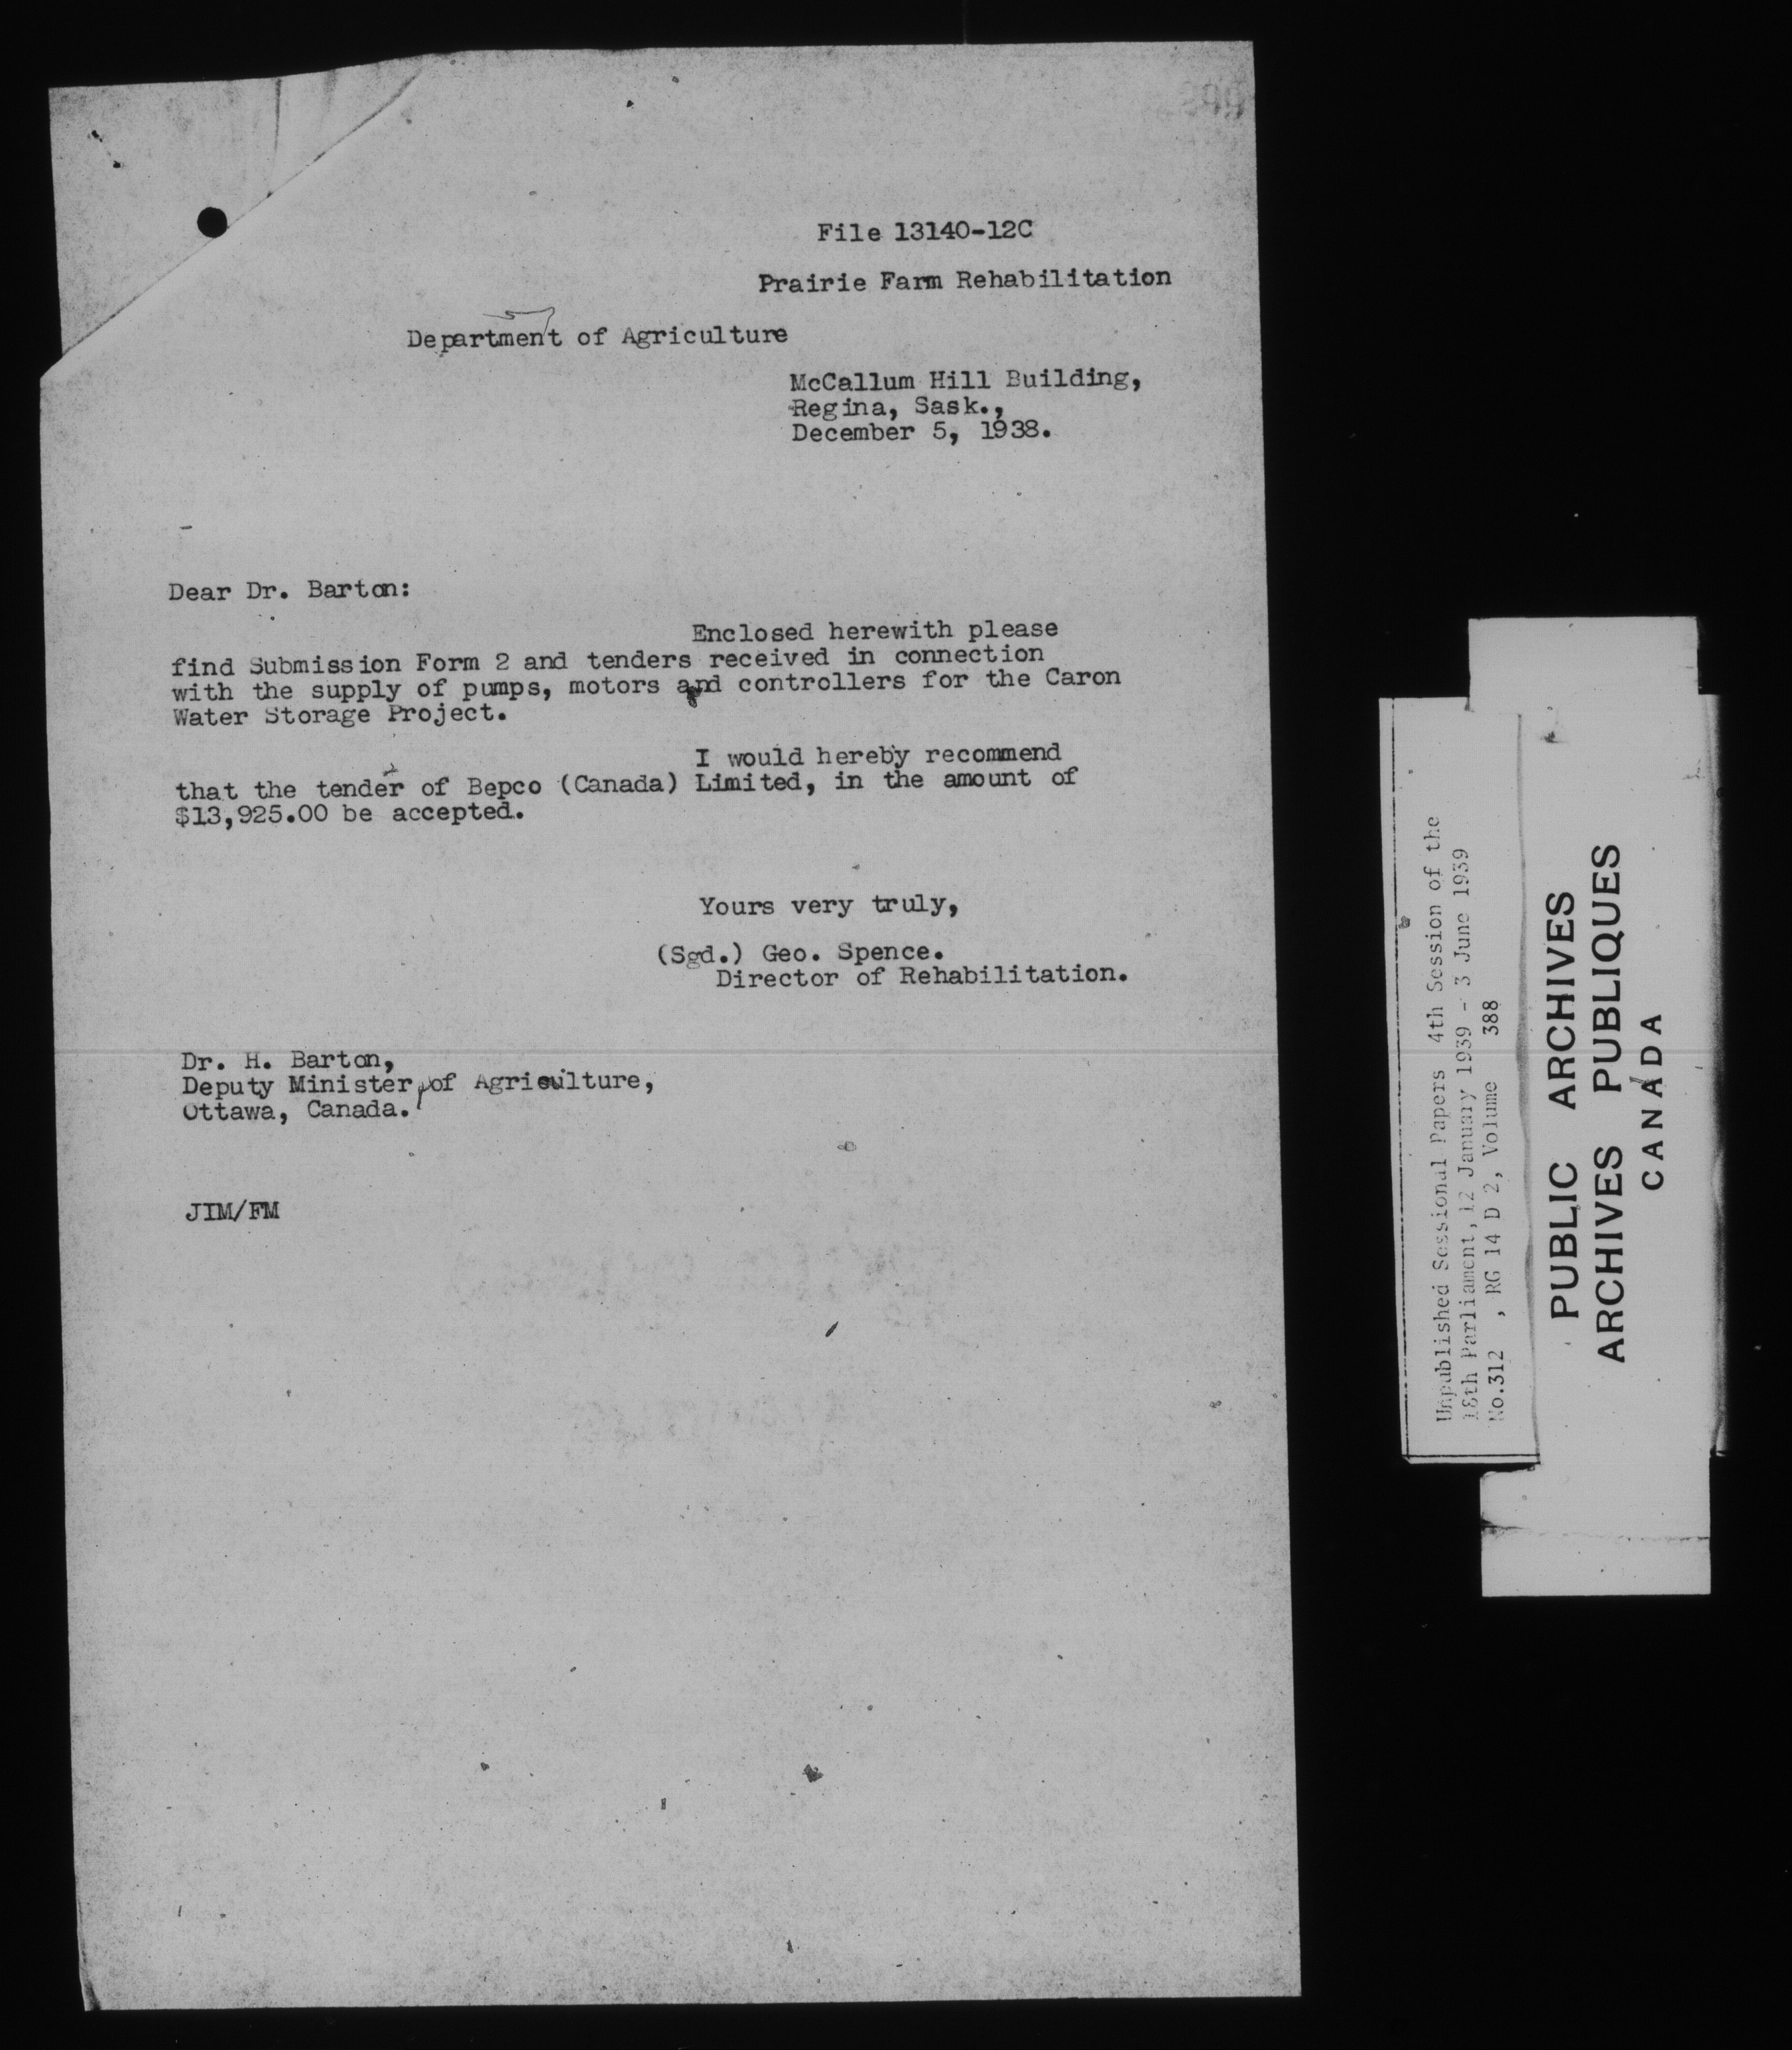 File 13140-12C
Prairie Farm Rehabilitation
Department of Agriculture
McCallum Hill Building,
Regina, Sask.,
December 5, 1938.
Dear Dr. Barton:
Enclosed herewith please
find Submission Form 2 and tenders received in connection
with the supply of pumps, motors and controllers for the Caron
Water Storage Project.
I would hereby recommend
that the tender of Bepco (Canada) Limited, in the amount of
$13,925.00 be accepted.
Yours very truly,
(Sgd.) Geo. Spence.
Director of Rehabilitation.
Dr. H. Barton,
Deputy Minister of Agriculture,
Ottawa, Canada.
JIM/FM
Unpublished Sessional Papers 4th Session of the
18th Parliament, 12 January 1939 - 3 June 1939
No.312 , RG 14 D 2, Volume 388
PUBLIC ARCHIVES
ARCHIVES PUBLIQUES
CANADA